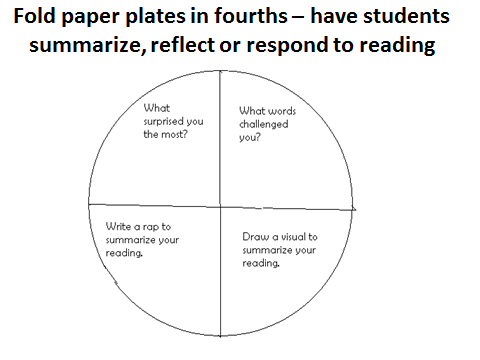 Fold paper plates in fourths – have students
summarize, reflect or respond to reading
What
surprised you
the most?
What words
challenged
you?
Write a rap to
summarize your
reading.
Draw a visual to
summarize your
reading.